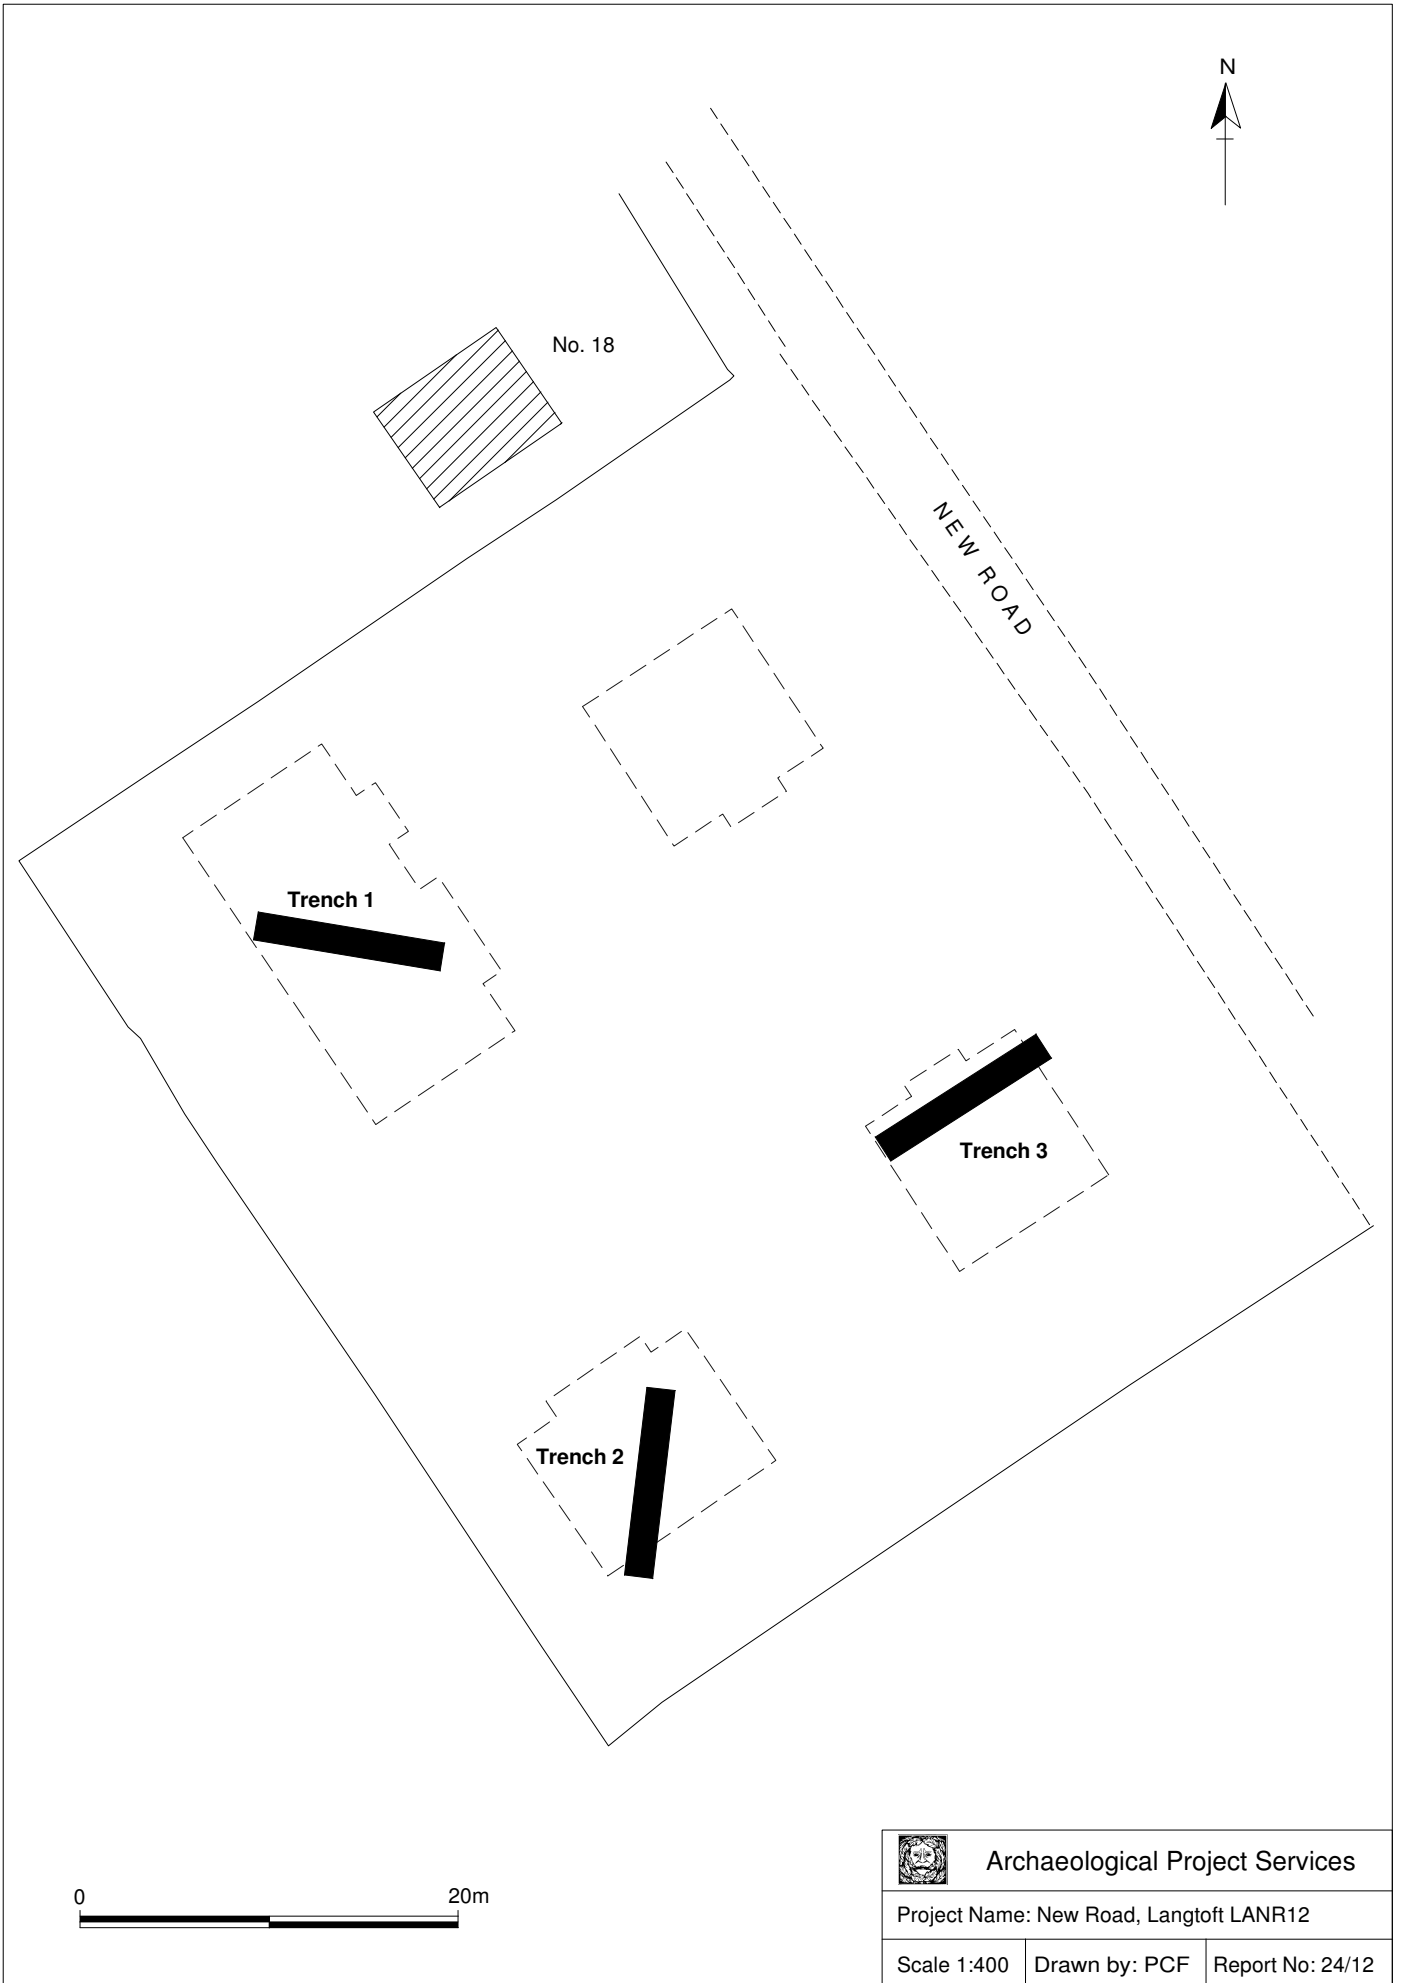 N
No. 18
NEW ROAD
Trench 1
Trench 3
Trench 2
0 20m
Archaeological Project Services
Project Name: New Road, Langtoft LANR12
Scale 1:400 Drawn by: PCF Report No: 24/12